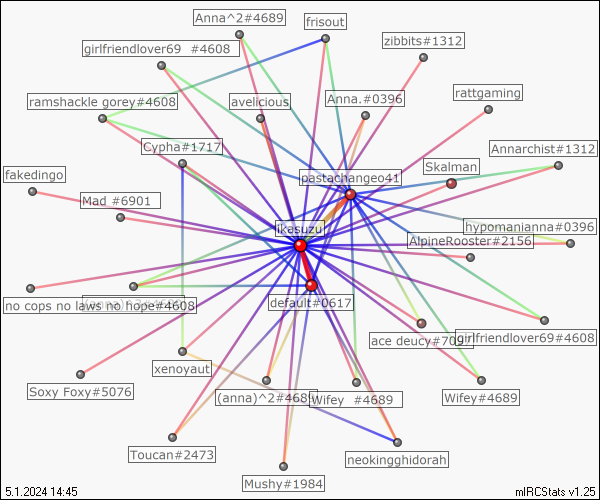 Anna^2#4689
frisout
zibbits#1312
girlfriendlover69 #4608
rattgaming
ramshackle gorey#4608
avelicious
Anna.#0396
Cypha#1717
Annarchist#1312
Skalman
fakedingo
pastachangeo41
Mad #6901
hypomanianna#0396
ikasuzu
AlpineRooster#2156
no cops no laws no hope#4608
default#0617
ace deucy#70
girlfriendlover69#4608
xenoyaut
Soxy Foxy#5076
(anna)^2#4689
Wifey #4689
Wifey#4689
Toucan#2473
neokingghidorah
Mushy#1984
5.1.2024 14:45
mIRCStats v1.25